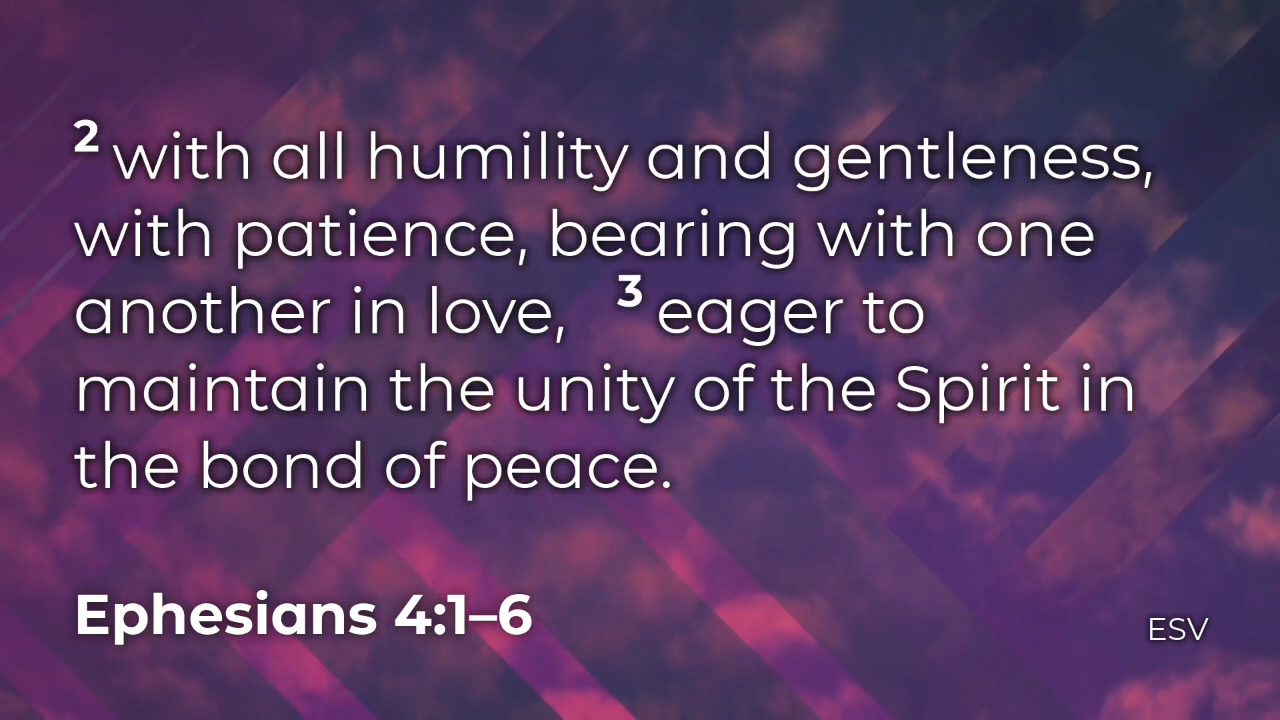 2 with all humility and gentleness,
with patience, bearing with one
another in love, 3 eager to
maintain the unity of the Spirit in
the bond of peace.
Ephesians 4:1–6
ESV